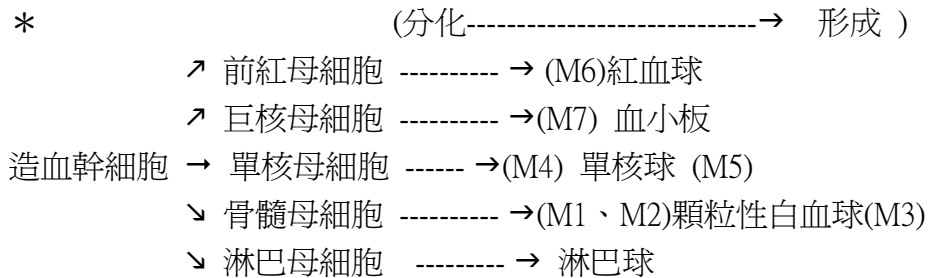 ＊ (分化----------------------------→ 形成 )
↗ 前紅母細胞 ---------- → (M6)紅血球
↗ 巨核母細胞 ---------- →(M7) 血小板
造血幹細胞 → 單核母細胞 ------ →(M4) 單核球 (M5)
↘ 骨髓母細胞 ---------- →(M1、M2)顆粒性白血球(M3)
↘ 淋巴母細胞 --------- → 淋巴球